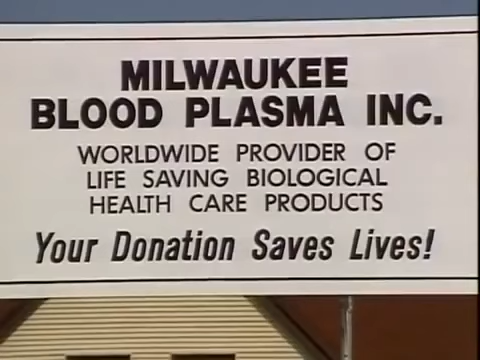 MILWAUKEE
BLOOD PLASMA INC.
WORLDWIDE PROVIDER OF
LIFE SAVING BIOLOGICAL
HEALTH CARE PRODUCTS
Your Donation Saves Lives!